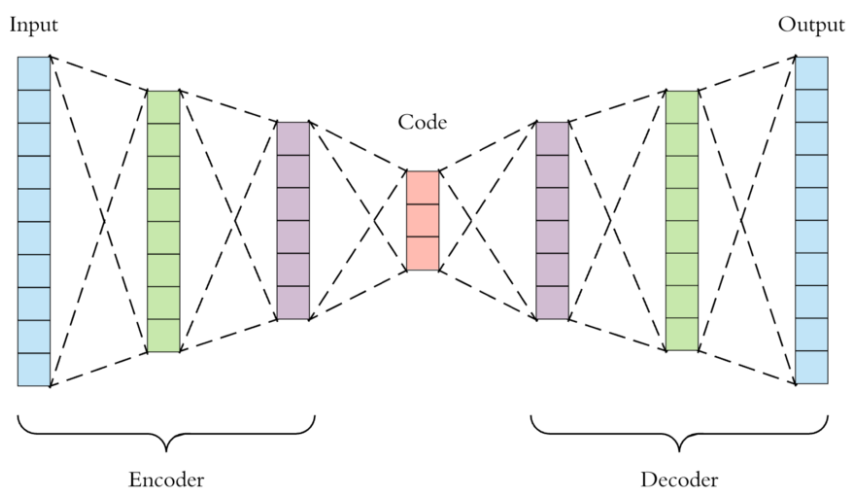 Input
Output
Code
Encoder
Decoder